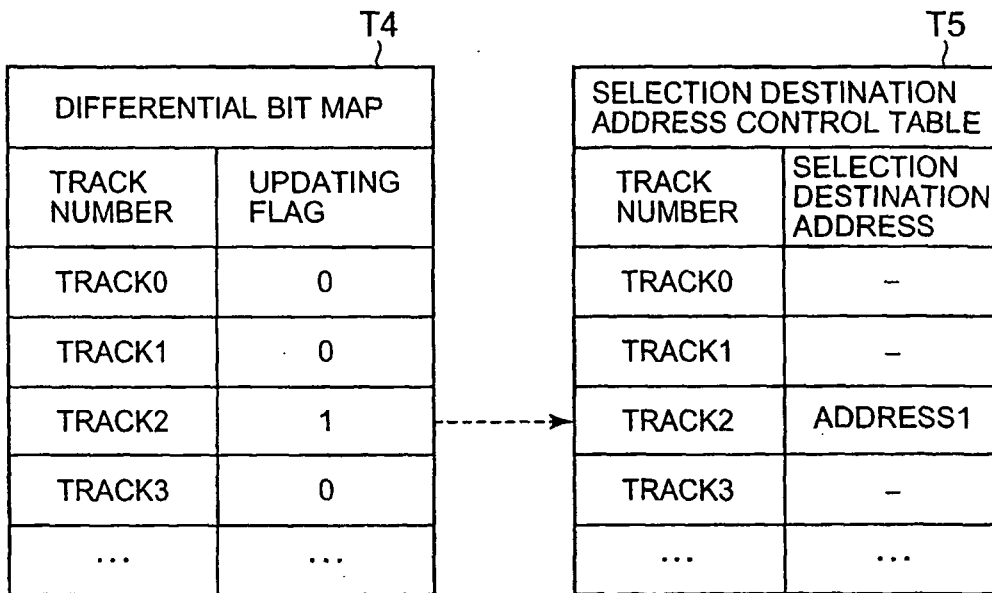 T4
DIFFERENTIAL BIT MAP
TRACK NUMBER
UPDATING FLAG
TRACK0 0
TRACK1 0
TRACK2 1
TRACK3 0
... ...
T5
SELECTION DESTINATION
ADDRESS CONTROL TABLE
TRACK NUMBER
SELECTION DESTINATION ADDRESS
TRACK0 –
TRACK1 –
TRACK2 ADDRESS1
TRACK3 –
... ...